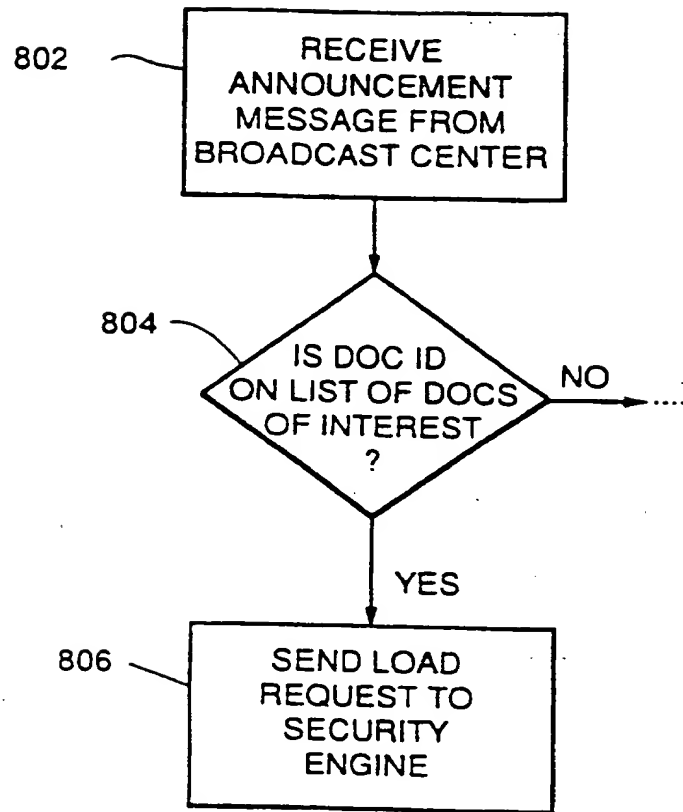 802
RECEIVE
ANNOUNCEMENT
MESSAGE FROM
BROADCAST CENTER
804
IS DOC ID
ON LIST OF DOCS
OF INTEREST
?
NO
YES
806
SEND LOAD
REQUEST TO
SECURITY
ENGINE